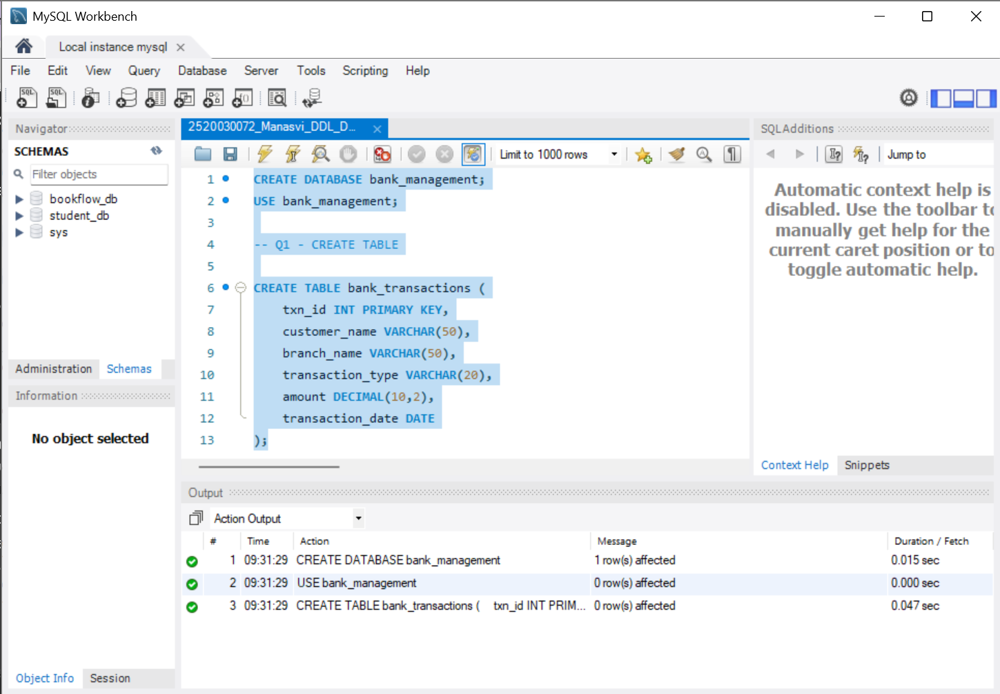 MySQL Workbench
Local instance mysql
File Edit View Query Database Server Tools Scripting Help
Navigator
SCHEMAS
Filter objects
bookflow_db
student_db
sys
Administration Schemas
Information
No object selected
Object Info Session
2520030072_Manasvi_DDL_D...
Limit to 1000 rows
1 CREATE DATABASE bank_management;
2 USE bank_management;
3
4 -- Q1 - CREATE TABLE
5
6 CREATE TABLE bank_transactions (
7 txn_id INT PRIMARY KEY,
8 customer_name VARCHAR(50),
9 branch_name VARCHAR(50),
10 transaction_type VARCHAR(20),
11 amount DECIMAL(10,2),
12 transaction_date DATE
13 );
SQLAdditions
Jump to
Automatic context help is
disabled. Use the toolbar to
manually get help for the
current caret position or to
toggle automatic help.
Context Help Snippets
Output
Action Output
# Time Action Message Duration / Fetch
1 09:31:29 CREATE DATABASE bank_management 1 row(s) affected 0.015 sec
2 09:31:29 USE bank_management 0 row(s) affected 0.000 sec
3 09:31:29 CREATE TABLE bank_transactions ( txn_id INT PRIM... 0 row(s) affected 0.047 sec